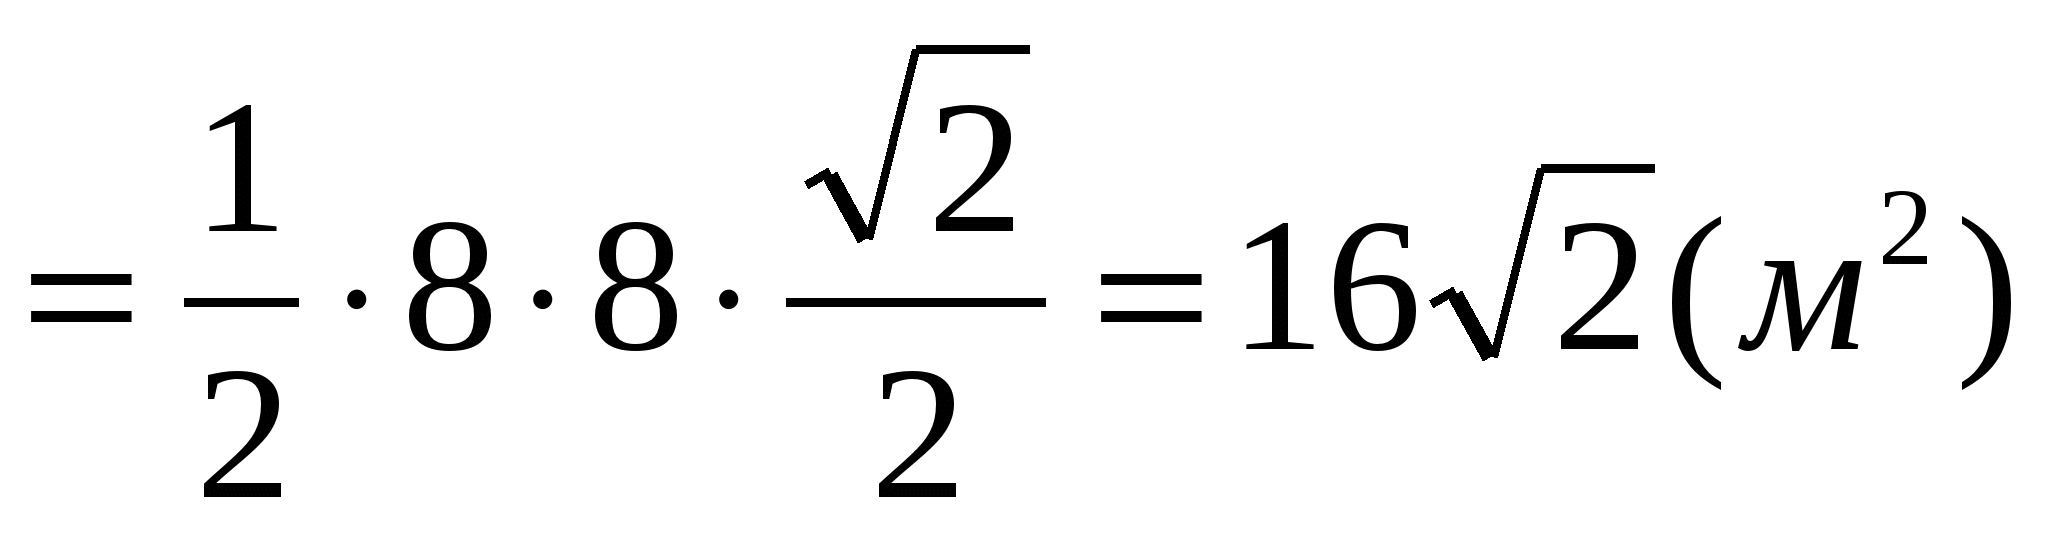 = 1/2 · 8 · 8 · √2/2 = 16√2 (м²)